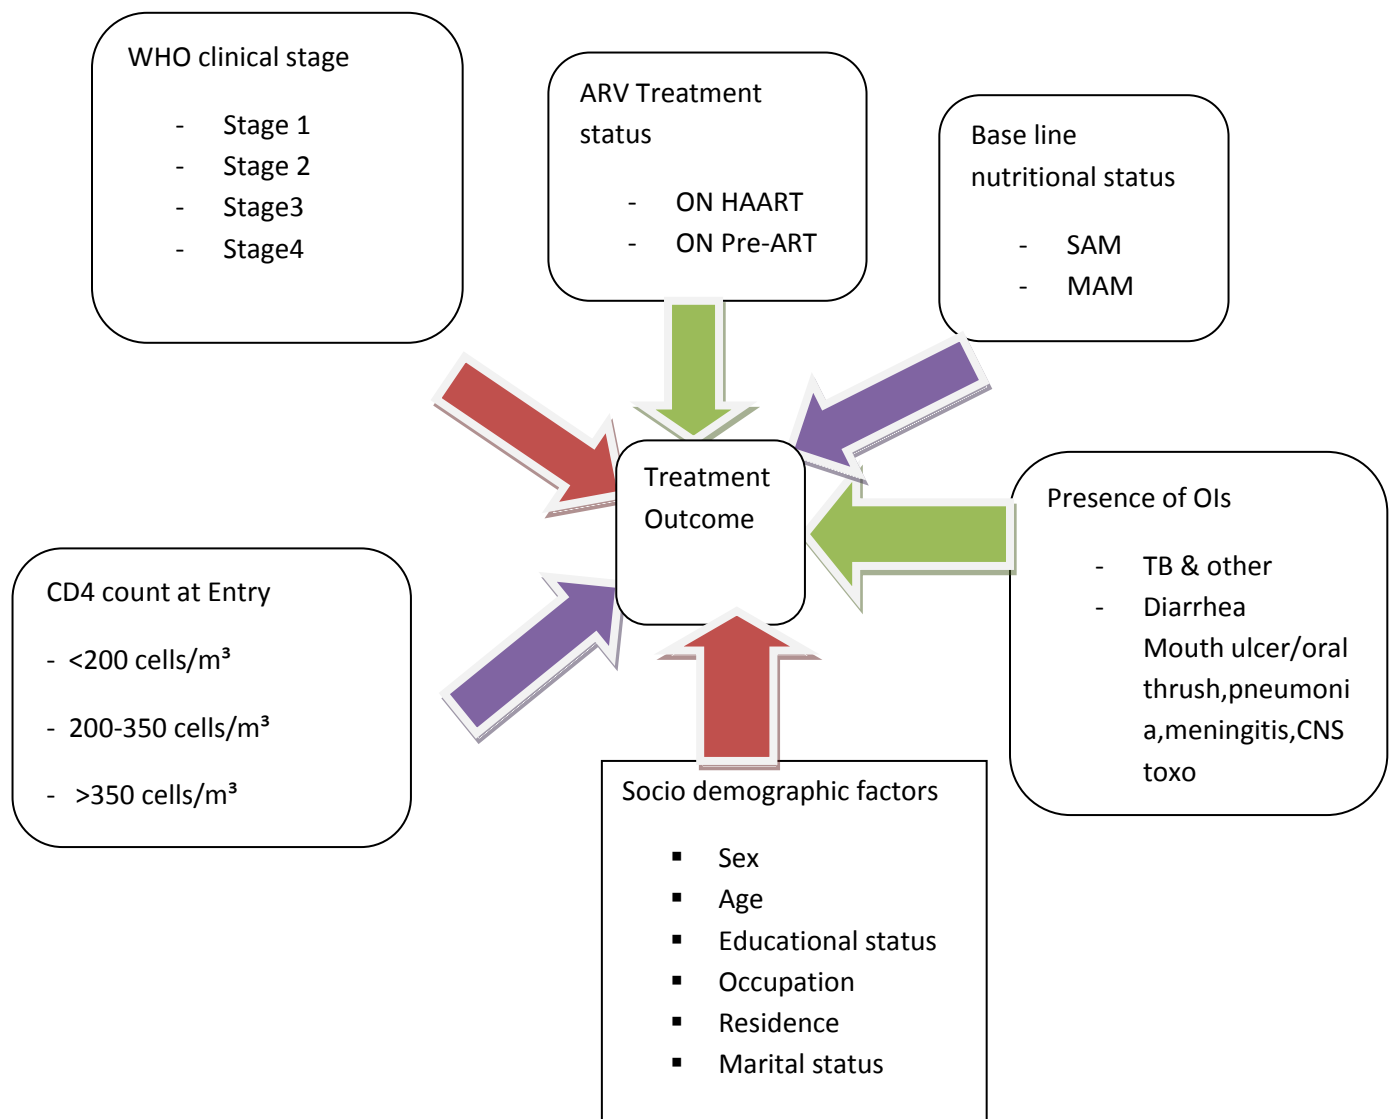 WHO clinical stage
- Stage 1
- Stage 2
- Stage3
- Stage4
ARV Treatment
status
- ON HAART
- ON Pre-ART
Base line
nutritional status
- SAM
- MAM
Treatment
Outcome
Presence of OIs
- TB & other
- Diarrhea
Mouth ulcer/oral
thrush,pneumoni
a,meningitis,CNS
toxo
CD4 count at Entry
- <200 cells/m³
- 200-350 cells/m³
- >350 cells/m³
Socio demographic factors
▪ Sex
▪ Age
▪ Educational status
▪ Occupation
▪ Residence
▪ Marital status